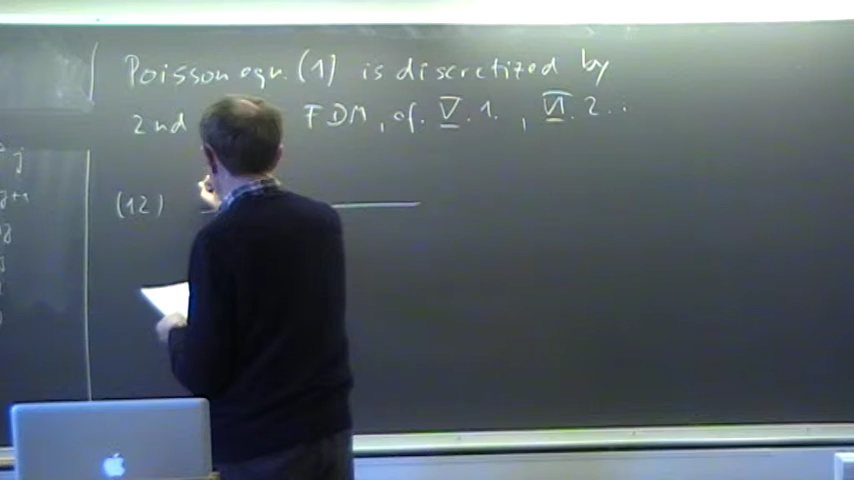 Poisson eqn. (1) is discretized by
2nd FDM, cf. V.1., VI.2.:
(12)